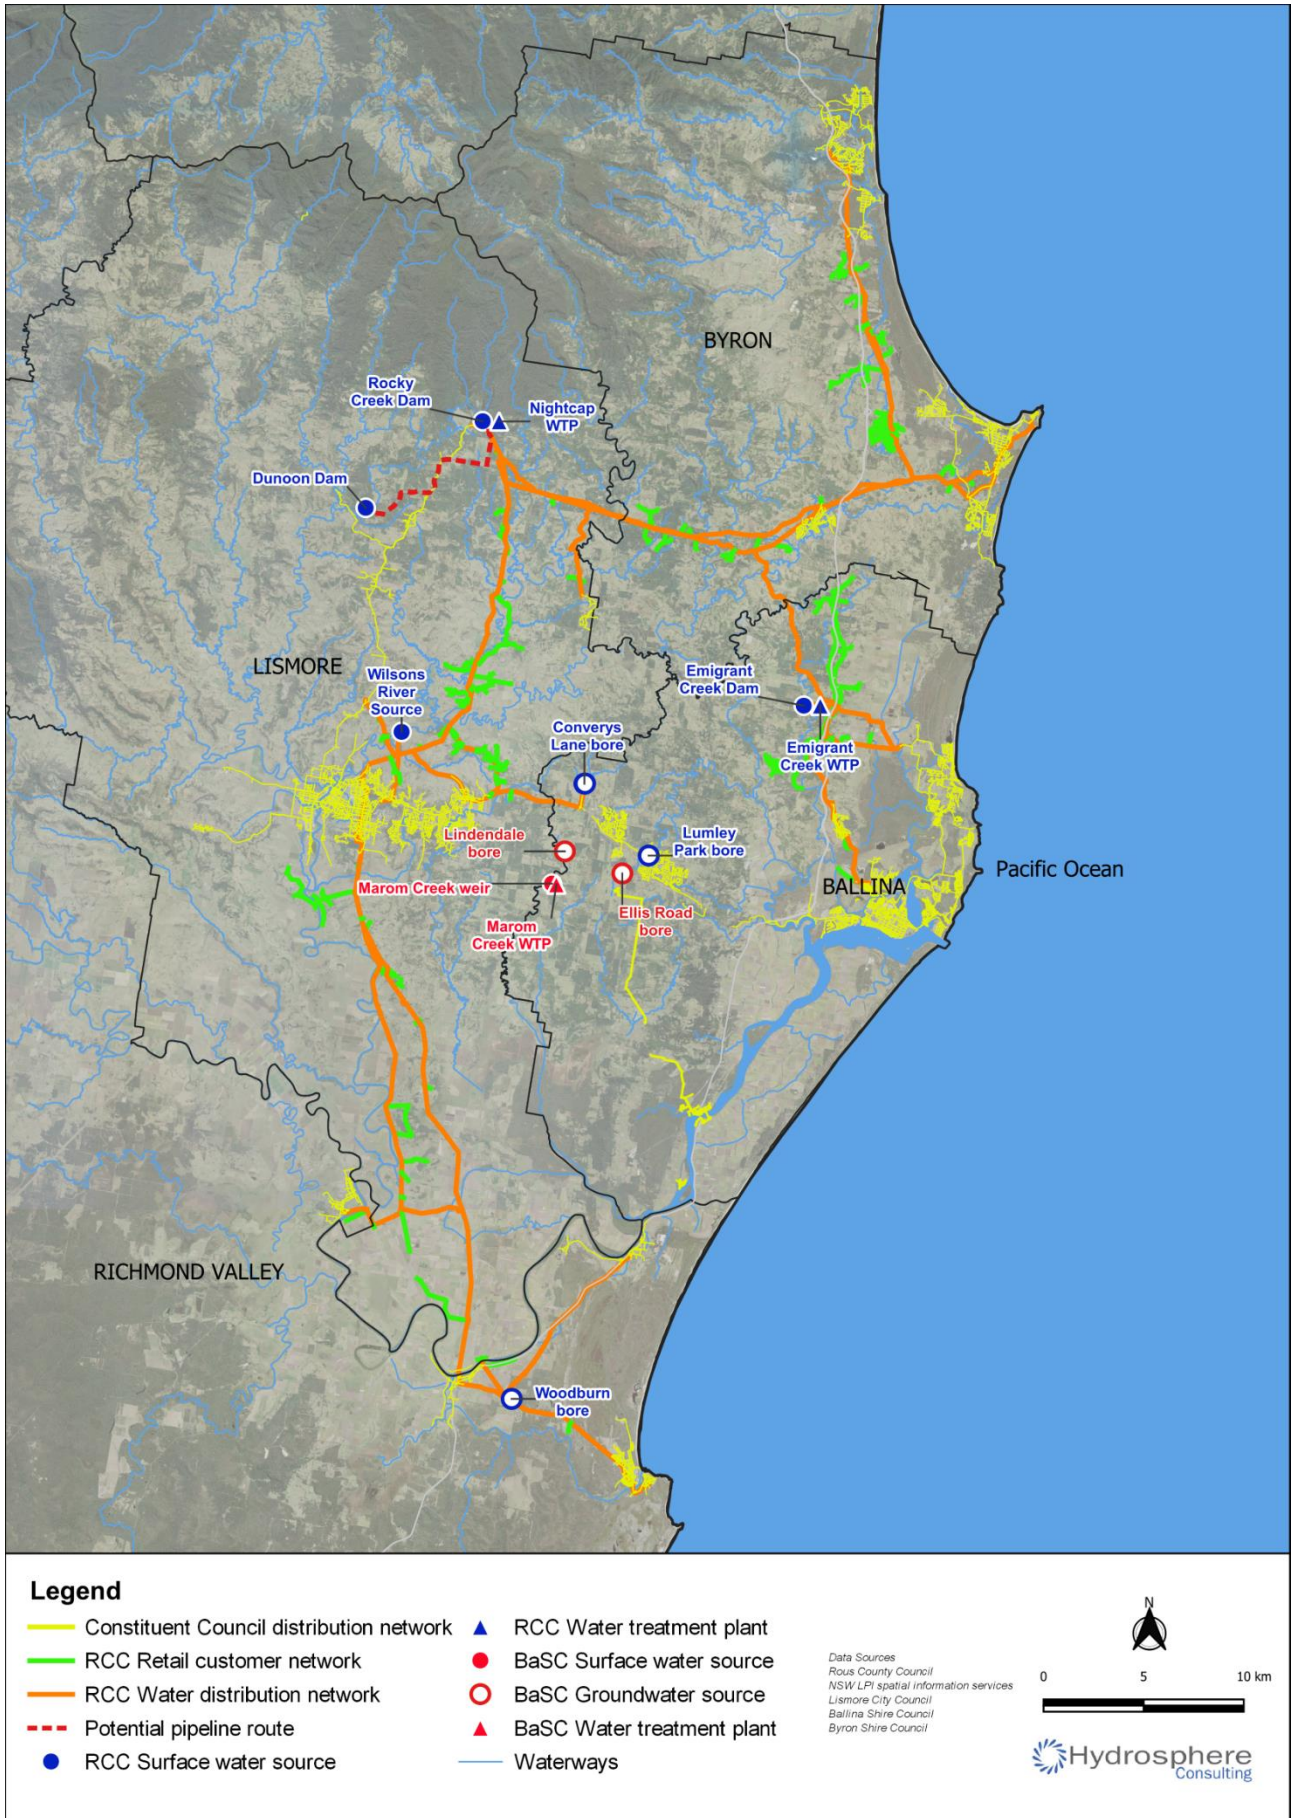 BYRON
Rocky
Creek Dam
Nightcap
WTP
Dunoon Dam
LISMORE
Wilsons
River
Source
Emigrant
Creek Dam
Converys
Lane bore
Emigrant
Creek WTP
Lindendale
bore
Lumley
Park bore
Marom Creek weir
BALLINA
Pacific Ocean
Ellis Road
bore
Marom
Creek WTP
RICHMOND VALLEY
Woodburn
bore
Legend
Constituent Council distribution network
RCC Retail customer network
RCC Water distribution network
Potential pipeline route
RCC Surface water source
RCC Water treatment plant
BaSC Surface water source
BaSC Groundwater source
BaSC Water treatment plant
Waterways
Data Sources
Rous County Council
NSW LPI spatial information services
Lismore City Council
Ballina Shire Council
Byron Shire Council
N
0 5 10 km
Hydrosphere
Consulting